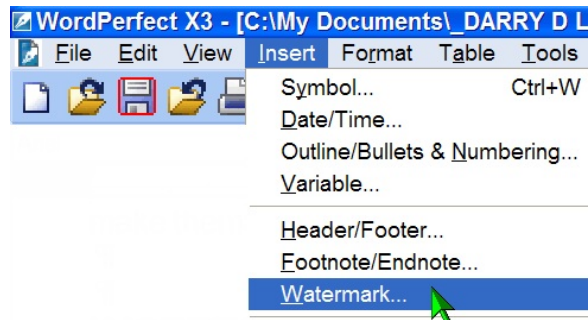 WordPerfect X3 - [C:\My Documents\_DARRY D L
File Edit View Insert Format Table Tools
Symbol... Ctrl+W
Date/Time...
Outline/Bullets & Numbering...
Variable...
Header/Footer...
Footnote/Endnote...
Watermark...